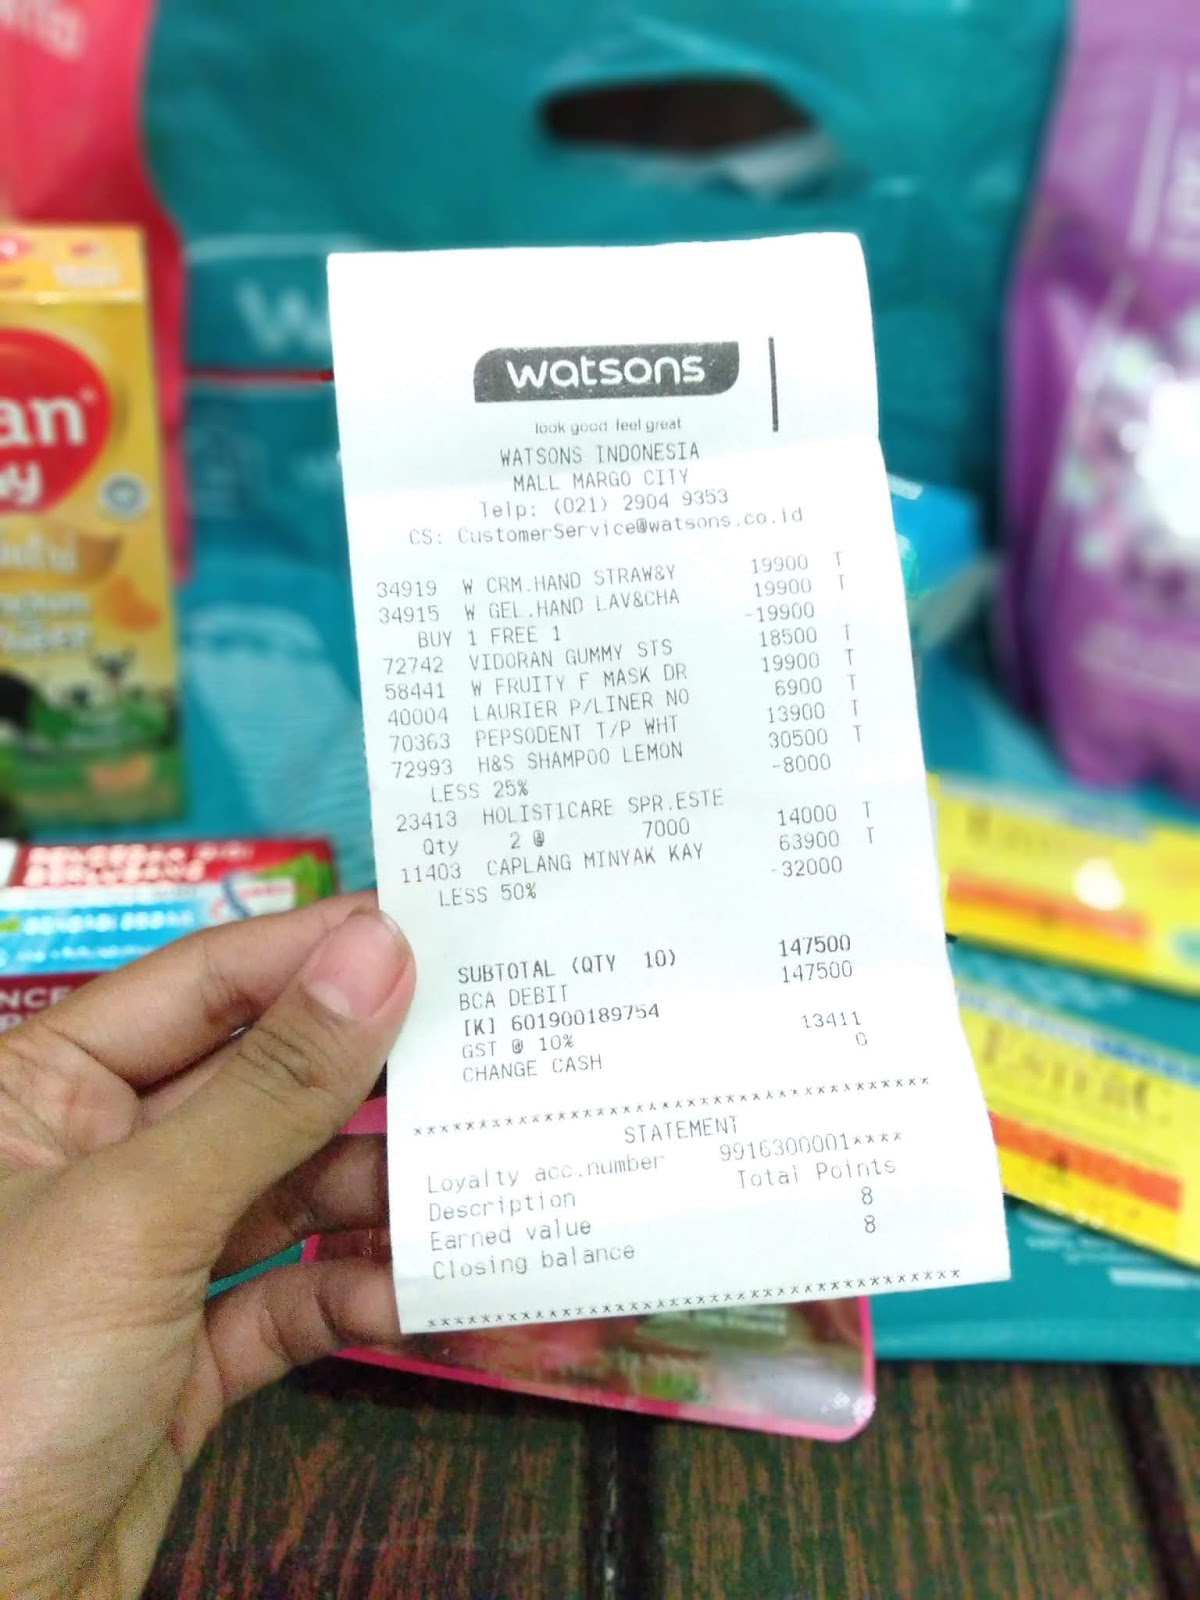 watsons
look good feel great
WATSONS INDONESIA
MALL MARGO CITY
Telp: (021) 2904 9353
CS: CustomerService@watsons.co.id
34919 W CRM.HAND STRAW&Y 19900 T
34915 W GEL.HAND LAV&CHA 19900 T
BUY 1 FREE 1 -19900
72742 VIDORAN GUMMY STS 18500 T
58441 W FRUITY F MASK DR 19900 T
40004 LAURIER P/LINER NO 6900 T
70363 PEPSODENT T/P WHT 13900 T
72993 H&S SHAMPOO LEMON 30500 T
LESS 25% -8000
23413 HOLISTICARE SPR.ESTE 14000 T
Qty 2 @ 7000
11403 CAPLANG MINYAK KAY 63900 T
LESS 50% -32000
SUBTOTAL (QTY 10) 147500
BCA DEBIT 147500
[K] 601900189754
GST @ 10% 13411
CHANGE CASH 0
************************************
STATEMENT
Loyalty acc.number 9916300001****
Description Total Points
Earned value 8
Closing balance 8
************************************